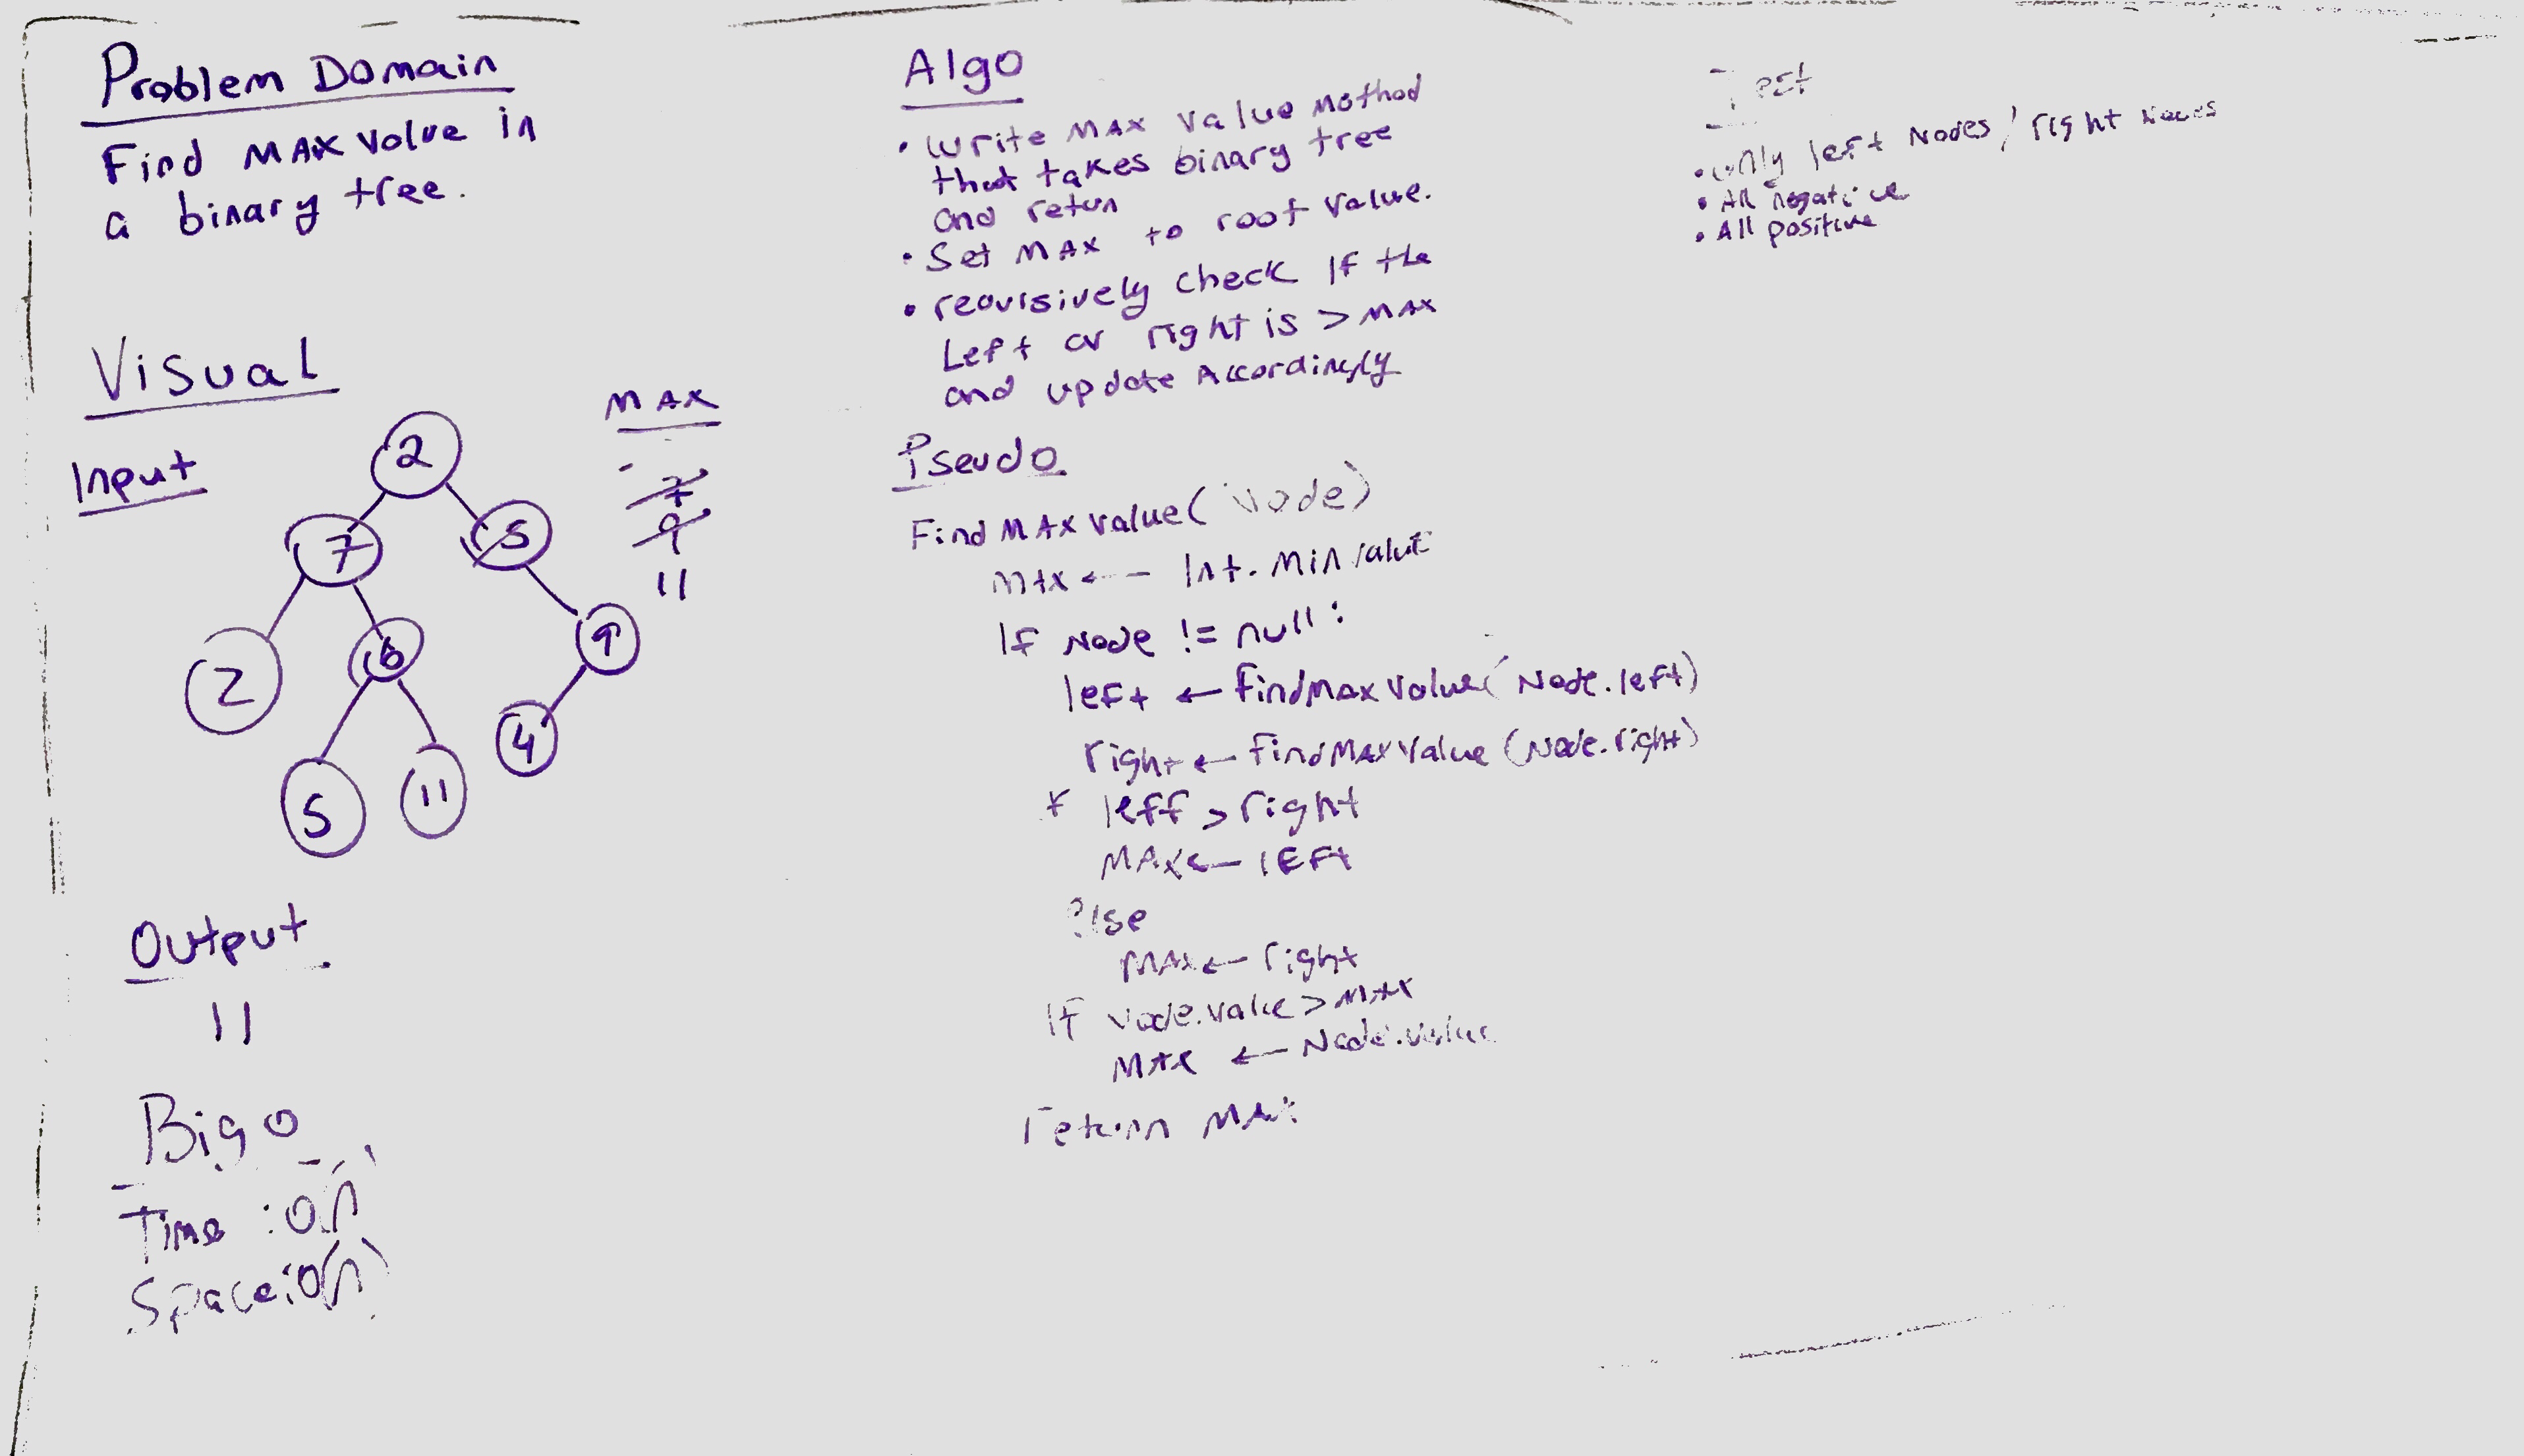 Problem Domain
Find MAX value in
a binary tree.
Visual
Input
2
7
5
2
6
9
5
11
4
MAX
7
9
11
Output
11
Big O
Time : O(n)
Space: O(n)
Algo
• Write MAX Value Method
that takes binary tree
and retun
• Set MAX to root value.
• recursively check If the
Left or right is > MAX
and update Accordingly
Pseudo
Find MAX value( Node)
MAX ← Int. Min value
If Node != null:
left ← findMax Value( Node.left)
right ← findMAX Value (Node.right)
left > right
MAX ← left
else
MAX ← right
If Node.value > MAX
MAX ← Node.value
return MAX
Test
• Only left Nodes / right Nodes
• All negative
• All positive